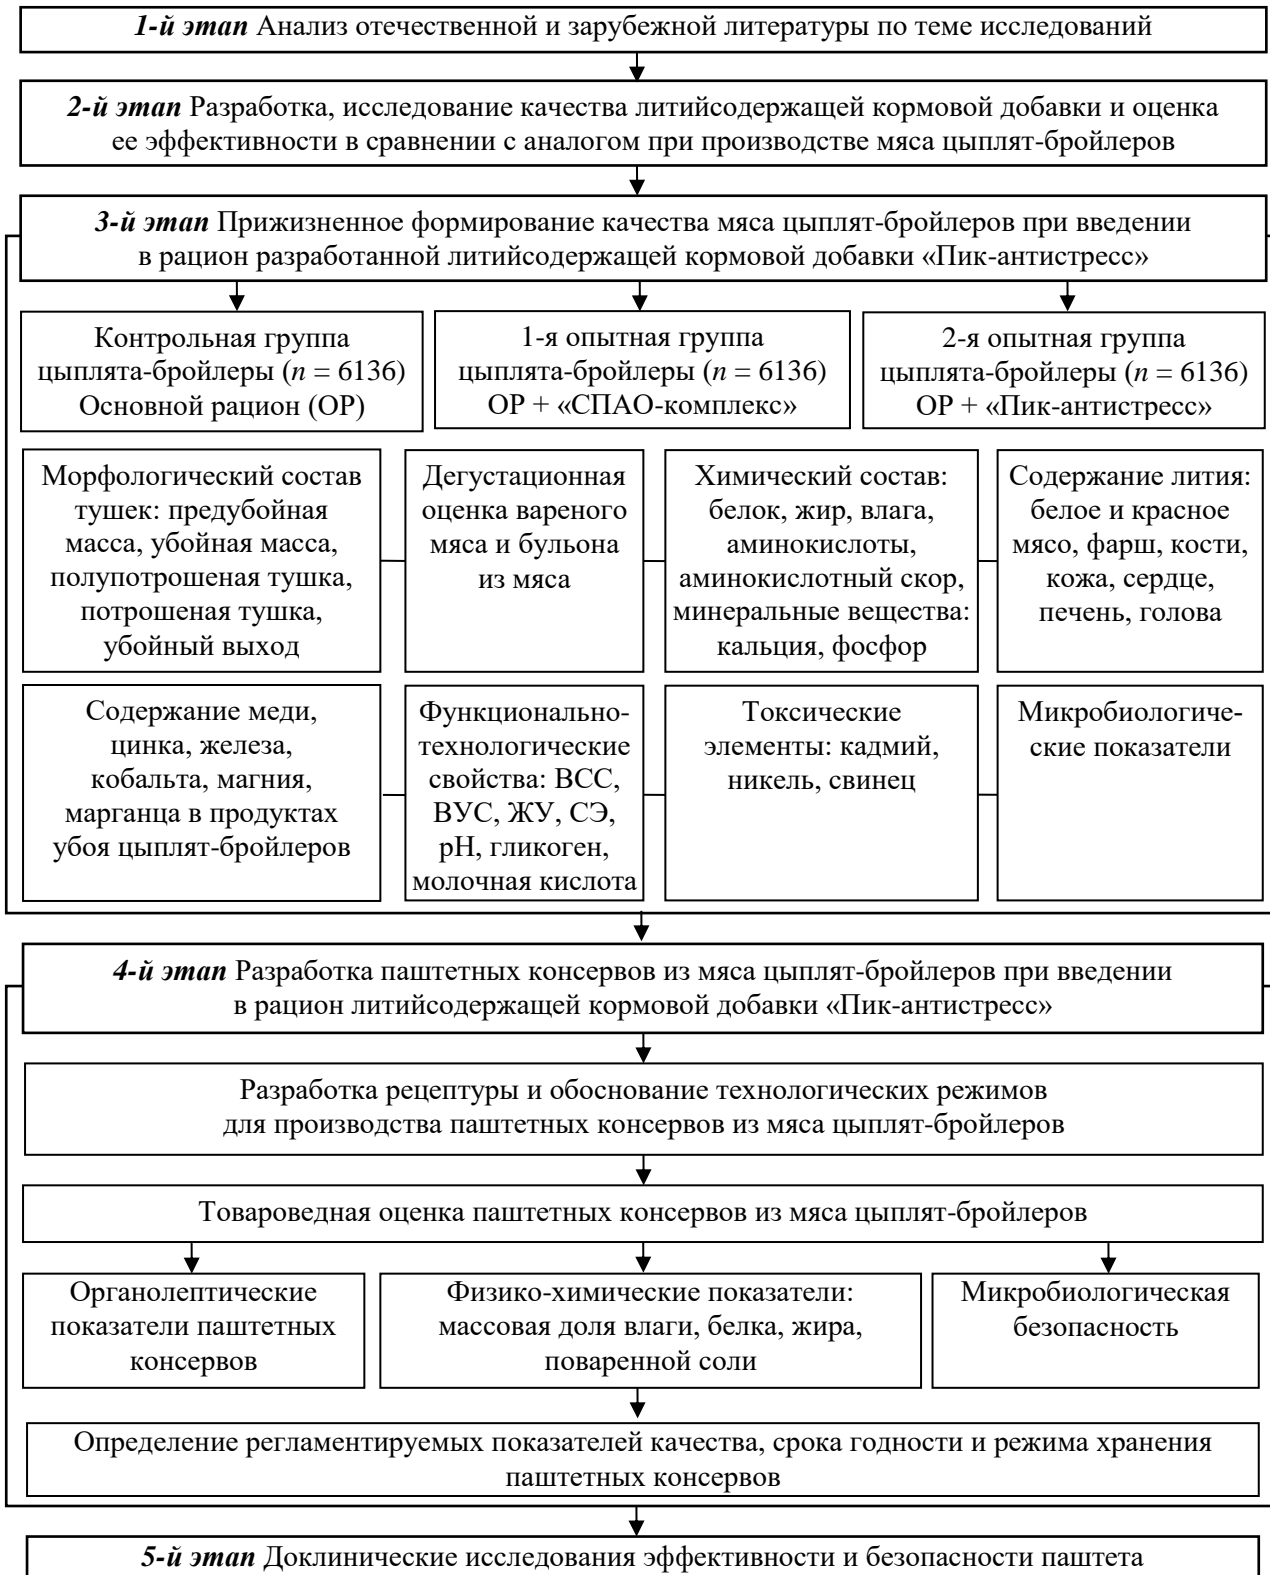 1-й этап Анализ отечественной и зарубежной литературы по теме исследований
2-й этап Разработка, исследование качества литийсодержащей кормовой добавки и оценка
ее эффективности в сравнении с аналогом при производстве мяса цыплят-бройлеров
3-й этап Прижизненное формирование качества мяса цыплят-бройлеров при введении
в рацион разработанной литийсодержащей кормовой добавки «Пик-антистресс»
Контрольная группа
цыплята-бройлеры (n = 6136)
Основной рацион (ОР)
1-я опытная группа
цыплята-бройлеры (n = 6136)
ОР + «СПАО-комплекс»
2-я опытная группа
цыплята-бройлеры (n = 6136)
ОР + «Пик-антистресс»
Морфологический состав
тушек: предубойная
масса, убойная масса,
полупотрошеная тушка,
потрошеная тушка,
убойный выход
Дегустационная
оценка вареного
мяса и бульона
из мяса
Химический состав:
белок, жир, влага,
аминокислоты,
аминокислотный скор,
минеральные вещества:
кальция, фосфор
Содержание лития:
белое и красное
мясо, фарш, кости,
кожа, сердце,
печень, голова
Содержание меди,
цинка, железа,
кобальта, магния,
марганца в продуктах
убоя цыплят-бройлеров
Функционально-
технологические
свойства: ВСС,
ВУС, ЖУ, СЭ,
pH, гликоген,
молочная кислота
Токсические
элементы: кадмий,
никель, свинец
Микробиологиче-
ские показатели
4-й этап Разработка паштетных консервов из мяса цыплят-бройлеров при введении
в рацион литийсодержащей кормовой добавки «Пик-антистресс»
Разработка рецептуры и обоснование технологических режимов
для производства паштетных консервов из мяса цыплят-бройлеров
Товароведная оценка паштетных консервов из мяса цыплят-бройлеров
Органолептические
показатели паштетных
консервов
Физико-химические показатели:
массовая доля влаги, белка, жира,
поваренной соли
Микробиологическая
безопасность
Определение регламентируемых показателей качества, срока годности и режима хранения
паштетных консервов
5-й этап Доклинические исследования эффективности и безопасности паштета